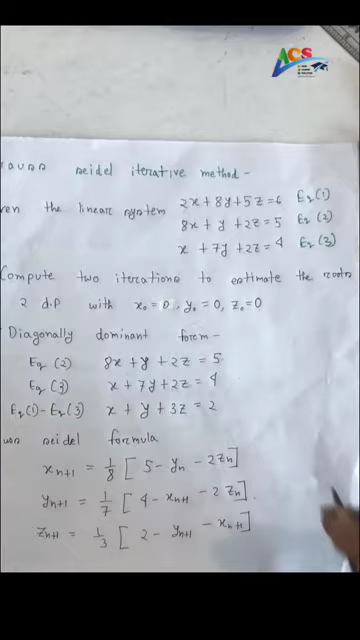 ACS
seidel iterative method -
the linear system 2x + 8y + 5z = 6 Eq (1)
8x + y + 2z = 5 Eq (2)
x + 7y + 2z = 4 Eq (3)
Compute two iterations to estimate the roots
2 d.p with x₀ = 0, y₀ = 0, z₀ = 0
Diagonally dominant form -
Eq (2) 8x + y + 2z = 5
Eq (3) x + 7y + 2z = 4
Eq (1) - Eq (3) x + y + 3z = 2
seidel formula
xₙ₊₁ = 1/8 [ 5 - yₙ - 2zₙ]
yₙ₊₁ = 1/7 [ 4 - xₙ₊₁ - 2 zₙ].
zₙ₊₁ = 1/3 [ 2 - yₙ₊₁ - xₙ₊₁]